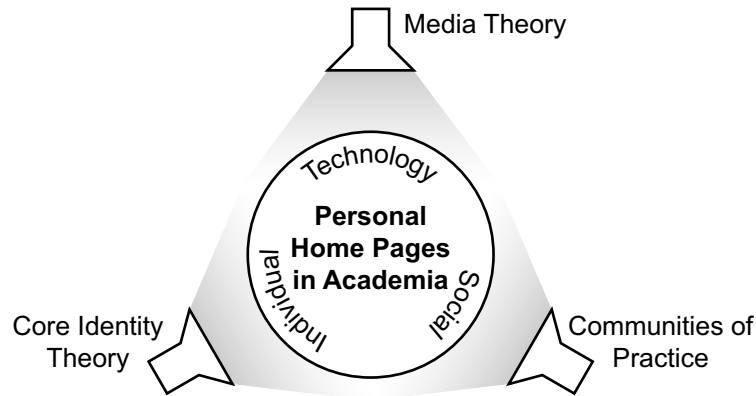 Media Theory
Technology
Personal
Home Pages
in Academia
Individual
Social
Core Identity
Theory
Communities of
Practice